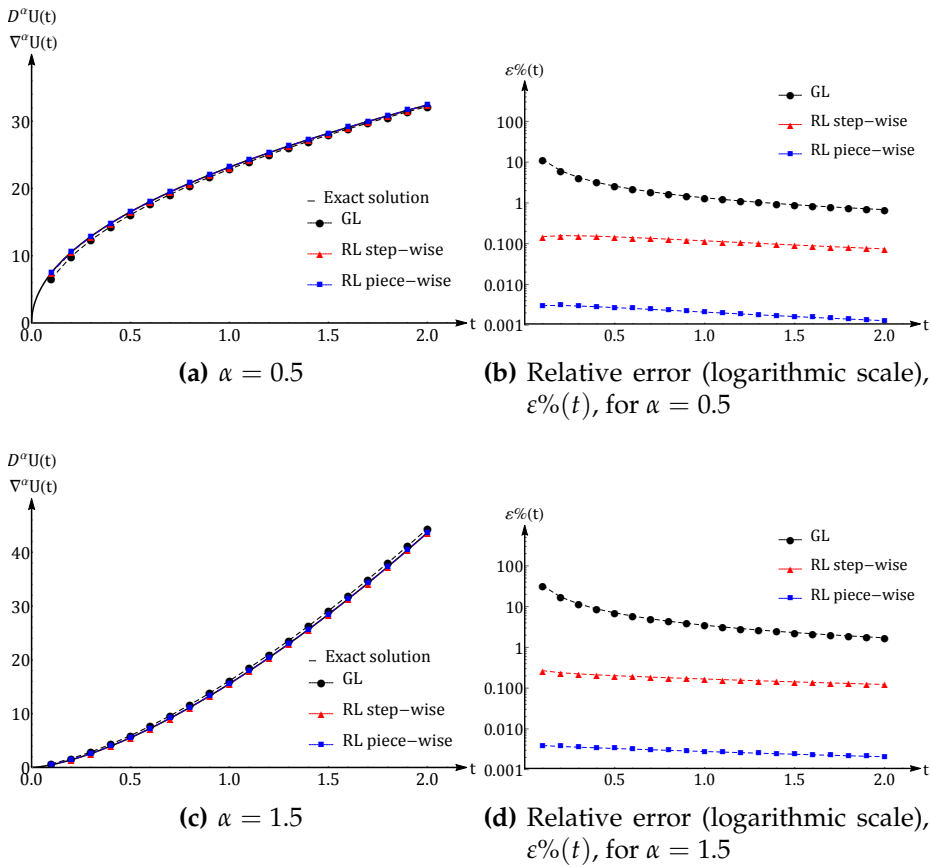 D^αU(t)
∇^αU(t)
30
20
10
0
0.0
0.5
1.0
1.5
2.0
t
Exact solution
GL
RL step−wise
RL piece−wise
(a) α = 0.5
ε%(t)
100
10
1
0.100
0.010
0.001
0.5
1.0
1.5
2.0
t
GL
RL step−wise
RL piece−wise
(b) Relative error (logarithmic scale),
ε%(t), for α = 0.5
D^αU(t)
∇^αU(t)
40
30
20
10
0
0.0
0.5
1.0
1.5
2.0
t
Exact solution
GL
RL step−wise
RL piece−wise
(c) α = 1.5
ε%(t)
100
10
1
0.100
0.010
0.001
0.5
1.0
1.5
2.0
t
GL
RL step−wise
RL piece−wise
(d) Relative error (logarithmic scale),
ε%(t), for α = 1.5